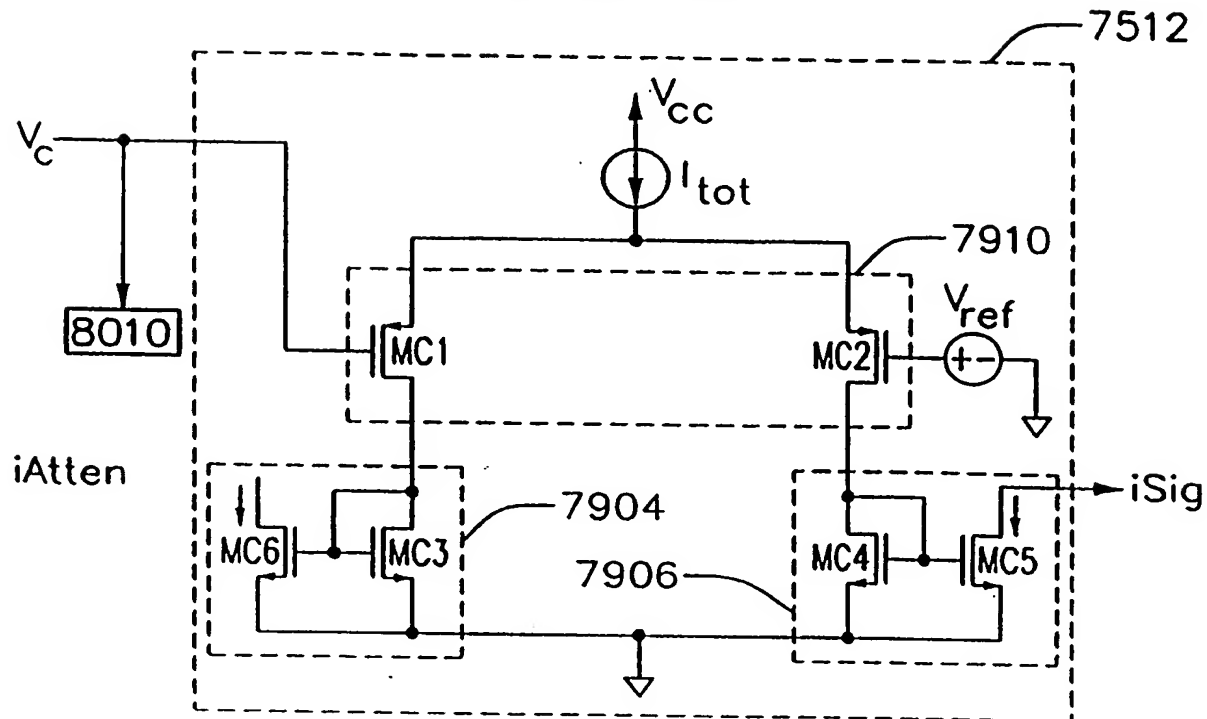 7512
Vcc
Vc
Itot
7910
Vref
8010
MC1
MC2
+-
iAtten
7904
iSig
MC6
MC3
MC4
MC5
7906